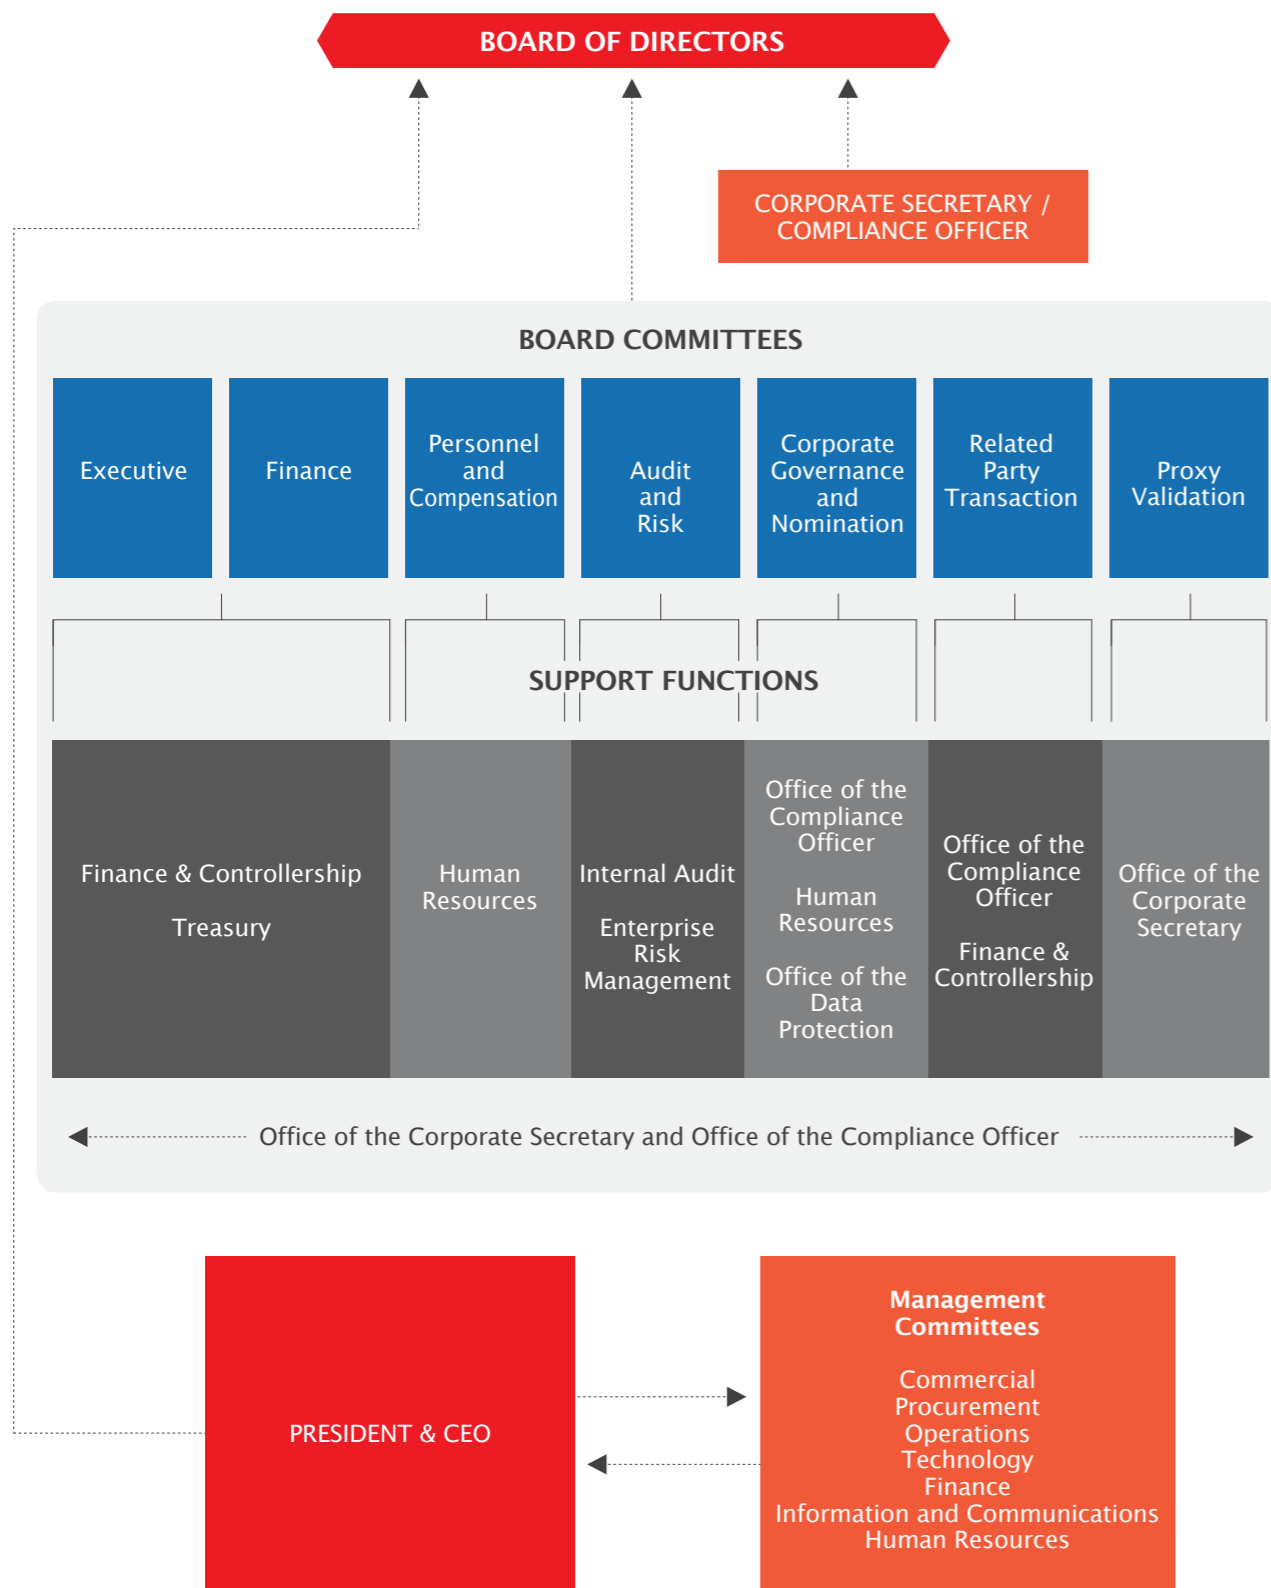 BOARD OF DIRECTORS
CORPORATE SECRETARY /
COMPLIANCE OFFICER
BOARD COMMITTEES
Executive
Finance
Personnel
and
Compensation
Audit
and
Risk
Corporate
Governance
and
Nomination
Related
Party
Transaction
Proxy
Validation
SUPPORT FUNCTIONS
Finance & Controllership
Treasury
Human
Resources
Internal Audit
Enterprise
Risk
Management
Office of the
Compliance
Officer
Human
Resources
Office of the
Data
Protection
Office of the
Compliance
Officer
Finance &
Controllership
Office of the
Corporate
Secretary
Office of the Corporate Secretary and Office of the Compliance Officer
PRESIDENT & CEO
Management
Committees
Commercial
Procurement
Operations
Technology
Finance
Information and Communications
Human Resources